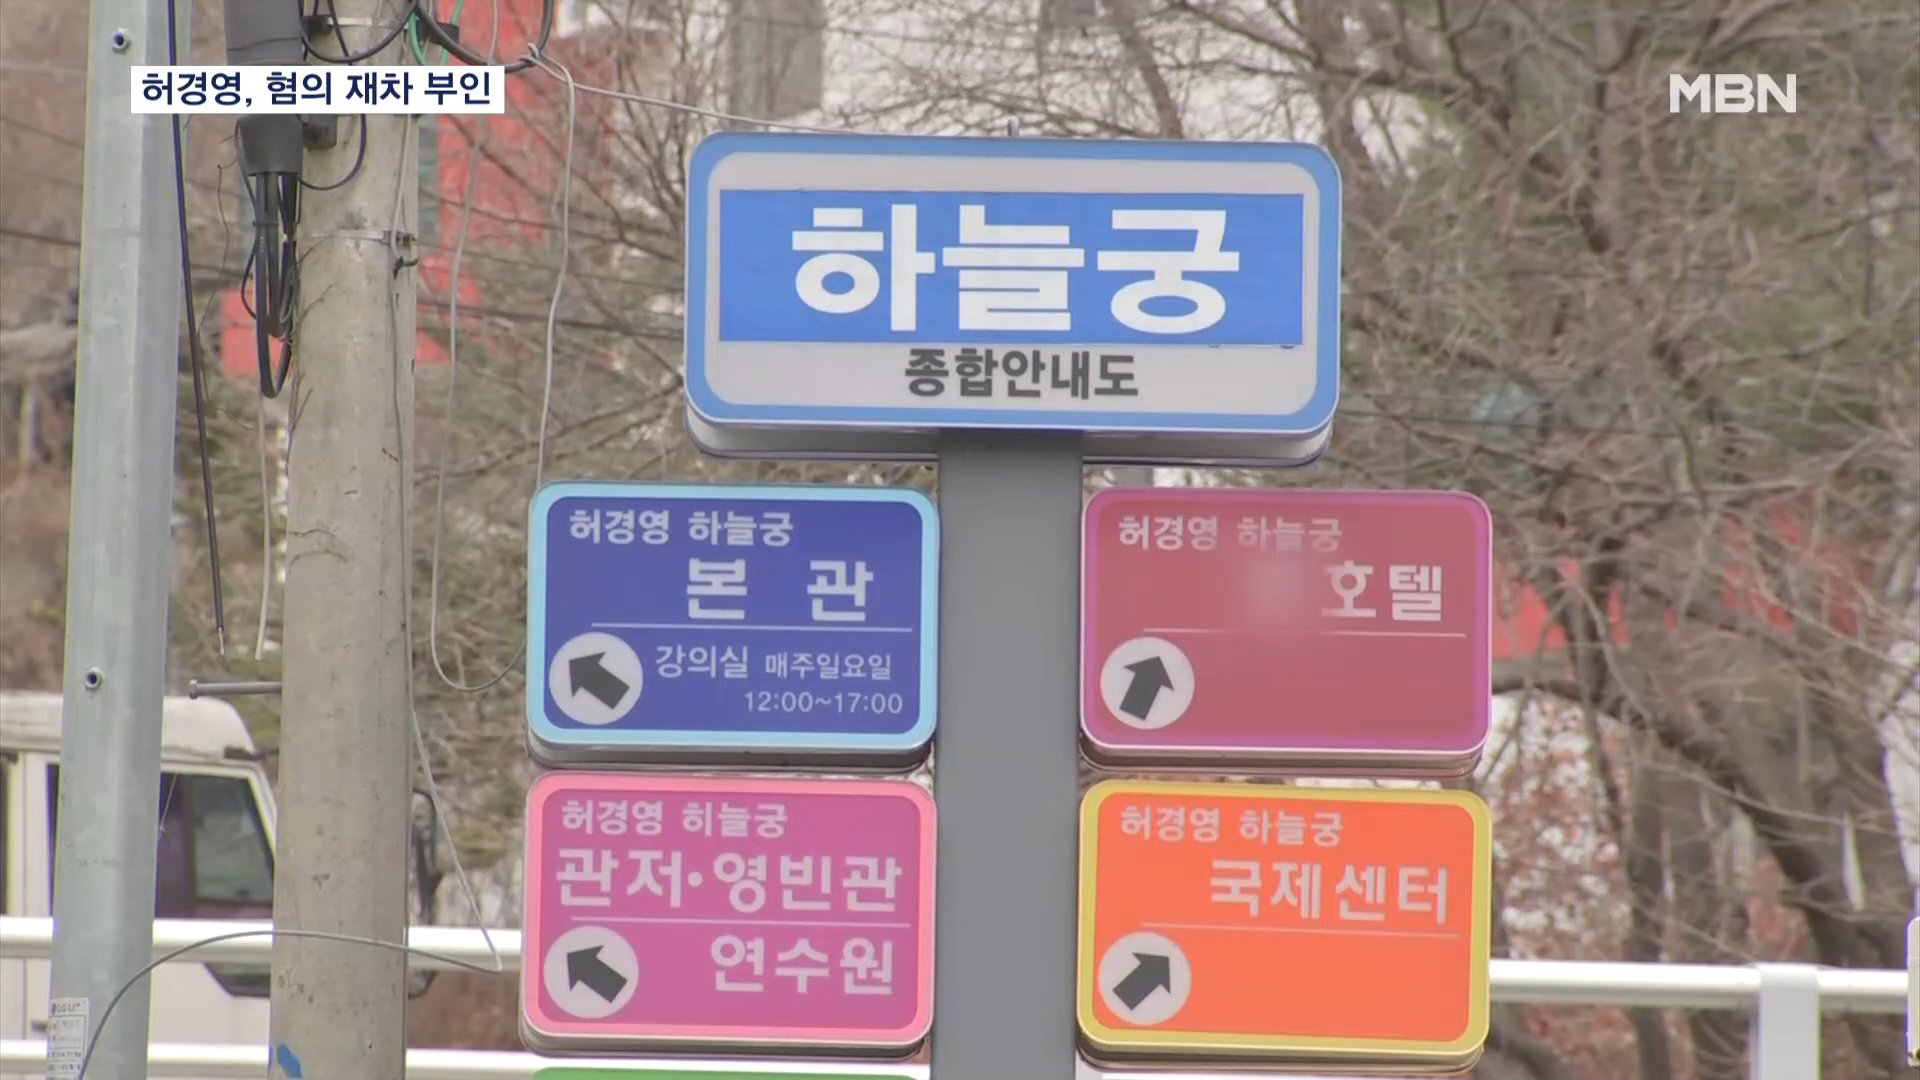 허경영, 혐의 재차 부인
MBN
하늘궁
종합안내도
허경영 하늘궁
본 관
강의실 매주일요일
12:00~17:00
허경영 하늘궁
호텔
허경영 히늘궁
관저·영빈관
연수원
허경영 하늘궁
국제센터